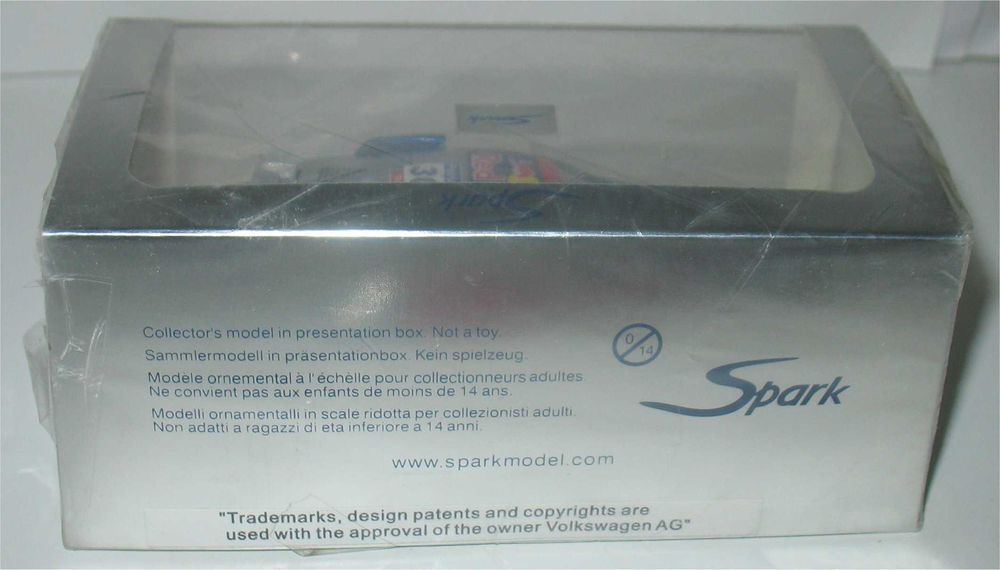 Spark
3
Spark
Collector's model in presentation box. Not a toy.
Sammlermodell in präsentationbox. Kein spielzeug.
Modèle ornemental à l'échèlle pour collectionneurs adultes
Ne convient pas aux enfants de moins de 14 ans.
Modelli ornamentalli in scale ridotta per collezionisti adulti.
Non adatti a ragazzi di eta inferiore a 14 anni.
0
14
Spark
www.sparkmodel.com
"Trademarks, design patents and copyrights are
used with the approval of the owner Volkswagen AG"